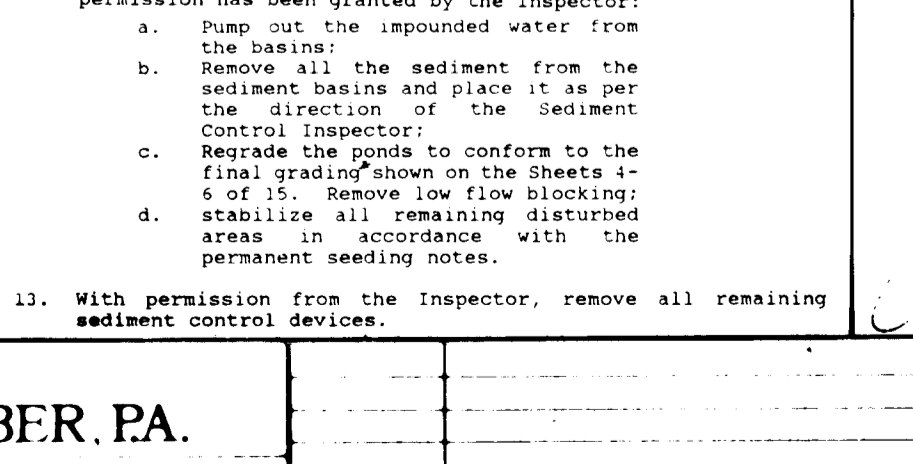 permission has been granted by the Inspector:
a. Pump out the impounded water from
the basins;
b. Remove all the sediment from the
sediment basins and place it as per
the direction of the Sediment
Control Inspector;
c. Regrade the ponds to conform to the
final grading shown on the Sheets 4-
6 of 15. Remove low flow blocking;
d. stabilize all remaining disturbed
areas in accordance with the
permanent seeding notes.
13. With permission from the Inspector, remove all remaining
sediment control devices.
BER, P.A.